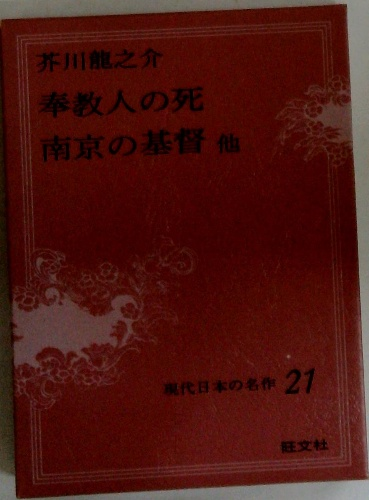 芥川龍之介
奉教人の死
南京の基督 他
現代日本の名作 21
旺文社